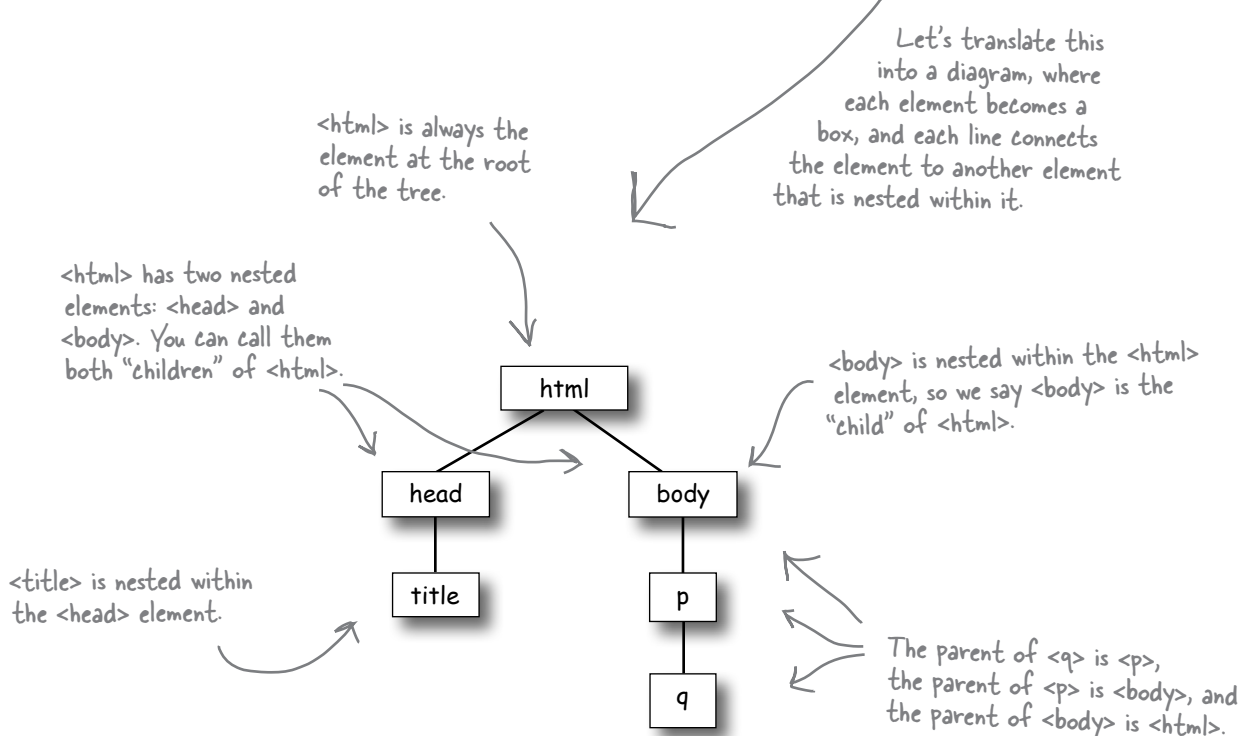 Let's translate this
into a diagram, where
each element becomes a
box, and each line connects
the element to another element
that is nested within it.
<html> is always the
element at the root
of the tree.
<html> has two nested
elements: <head> and
<body>. You can call them
both “children” of <html>.
<body> is nested within the <html>
element, so we say <body> is the
“child” of <html>.
html
head
body
<title> is nested within
the <head> element.
title
p
q
The parent of <q> is <p>,
the parent of <p> is <body>, and
the parent of <body> is <html>.